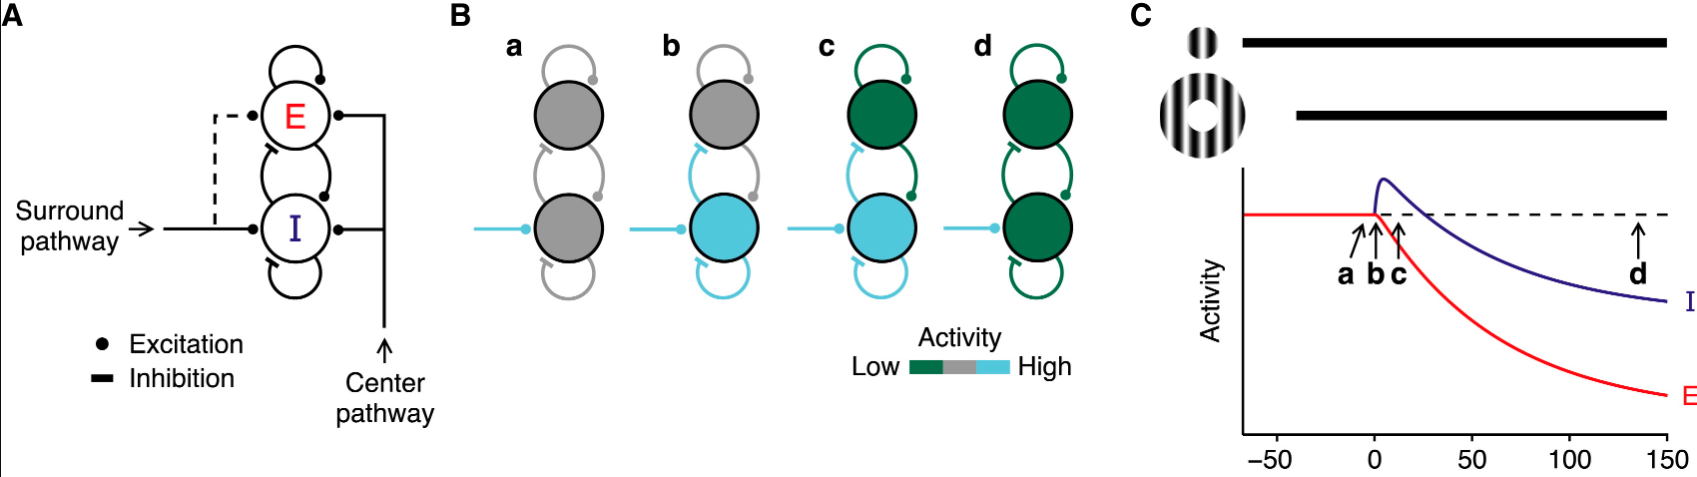 A
E
I
Surround
pathway
Excitation
Inhibition
Center
pathway
B
a
b
c
d
Activity
Low
High
C
Activity
a
b
c
d
I
E
−50
0
50
100
150